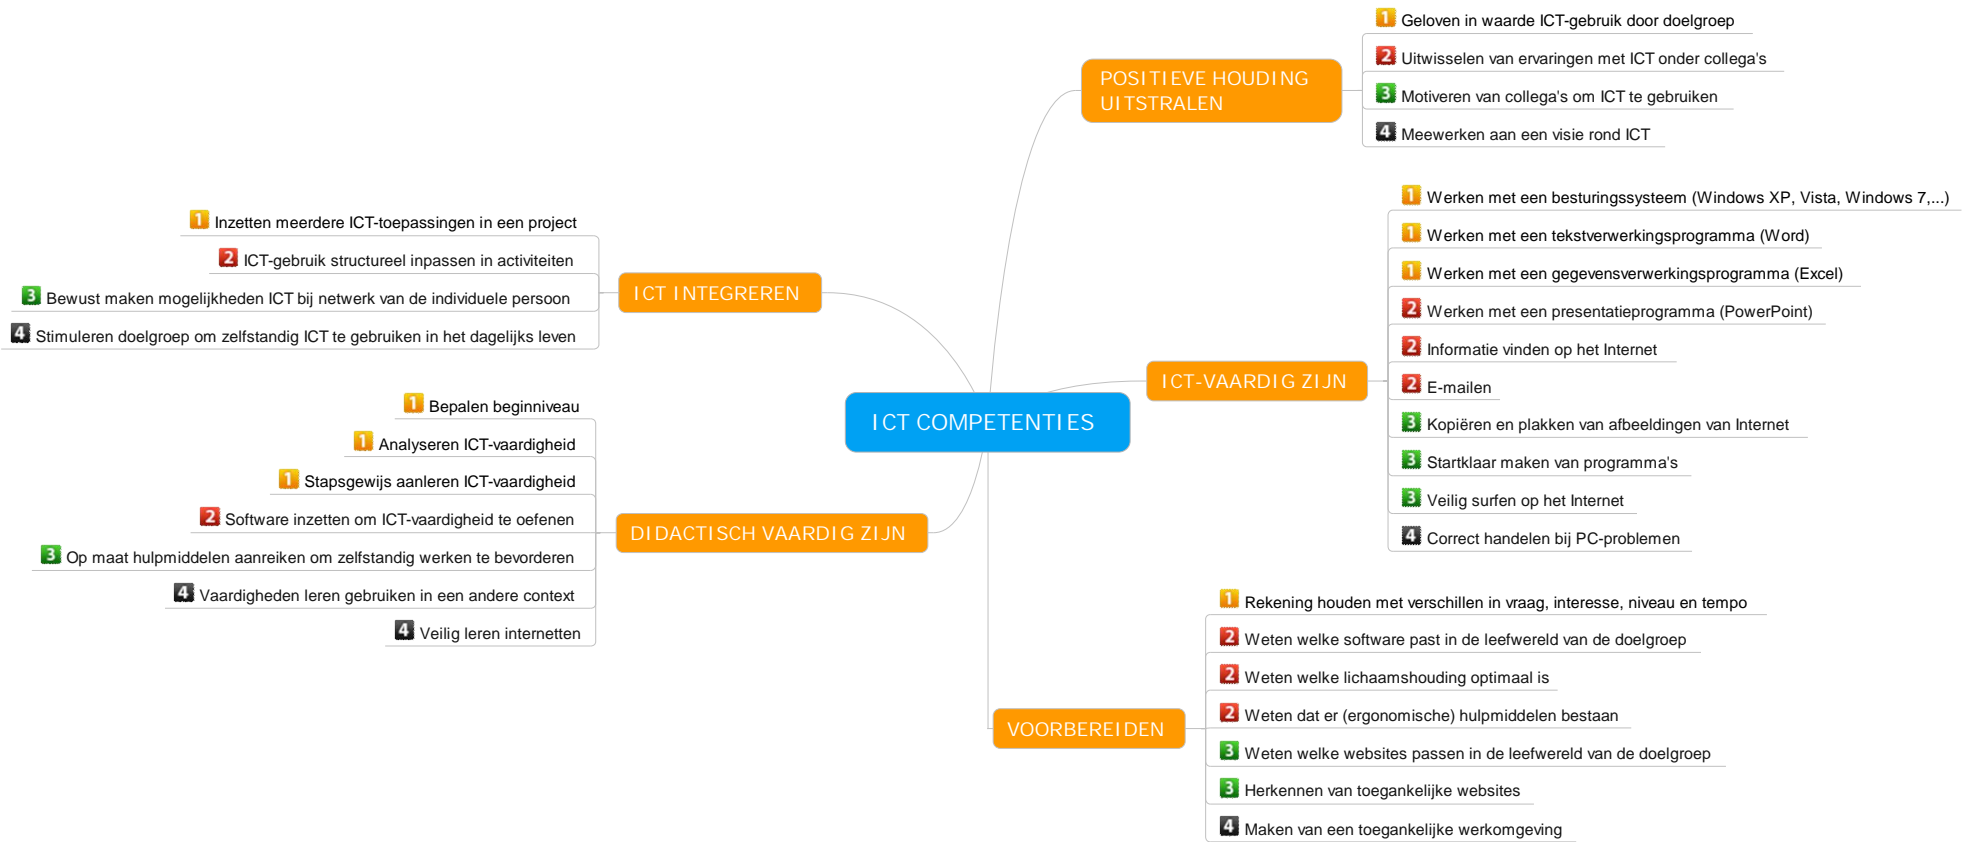 ICT COMPETENTIES
POSITIEVE HOUDING
UITSTRALEN
1 Geloven in waarde ICT-gebruik door doelgroep
2 Uitwisselen van ervaringen met ICT onder collega's
3 Motiveren van collega's om ICT te gebruiken
4 Meewerken aan een visie rond ICT
ICT-VAARDIG ZIJN
1 Werken met een besturingssysteem (Windows XP, Vista, Windows 7,...)
1 Werken met een tekstverwerkingsprogramma (Word)
1 Werken met een gegevensverwerkingsprogramma (Excel)
2 Werken met een presentatieprogramma (PowerPoint)
2 Informatie vinden op het Internet
2 E-mailen
3 Kopiëren en plakken van afbeeldingen van Internet
3 Startklaar maken van programma's
3 Veilig surfen op het Internet
4 Correct handelen bij PC-problemen
VOORBEREIDEN
1 Rekening houden met verschillen in vraag, interesse, niveau en tempo
2 Weten welke software past in de leefwereld van de doelgroep
2 Weten welke lichaamshouding optimaal is
2 Weten dat er (ergonomische) hulpmiddelen bestaan
3 Weten welke websites passen in de leefwereld van de doelgroep
3 Herkennen van toegankelijke websites
4 Maken van een toegankelijke werkomgeving
DIDACTISCH VAARDIG ZIJN
1 Bepalen beginniveau
1 Analyseren ICT-vaardigheid
1 Stapsgewijs aanleren ICT-vaardigheid
2 Software inzetten om ICT-vaardigheid te oefenen
3 Op maat hulpmiddelen aanreiken om zelfstandig werken te bevorderen
4 Vaardigheden leren gebruiken in een andere context
4 Veilig leren internetten
ICT INTEGREREN
1 Inzetten meerdere ICT-toepassingen in een project
2 ICT-gebruik structureel inpassen in activiteiten
3 Bewust maken mogelijkheden ICT bij netwerk van de individuele persoon
4 Stimuleren doelgroep om zelfstandig ICT te gebruiken in het dagelijks leven